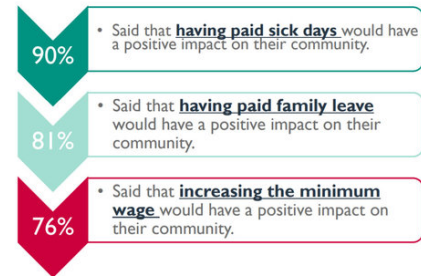 90%
• Said that having paid sick days would have
a positive impact on their community.
81%
• Said that having paid family leave
would have a positive impact on their
community.
76%
• Said that increasing the minimum
wage would have a positive impact on
their community.